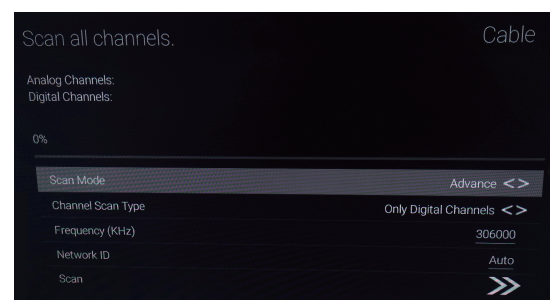 Scan all channels.
Cable
Analog Channels:
Digital Channels:
0%
Scan Mode Advance <>
Channel Scan Type Only Digital Channels <>
Frequency (KHz) 306000
Network ID Auto
Scan >>